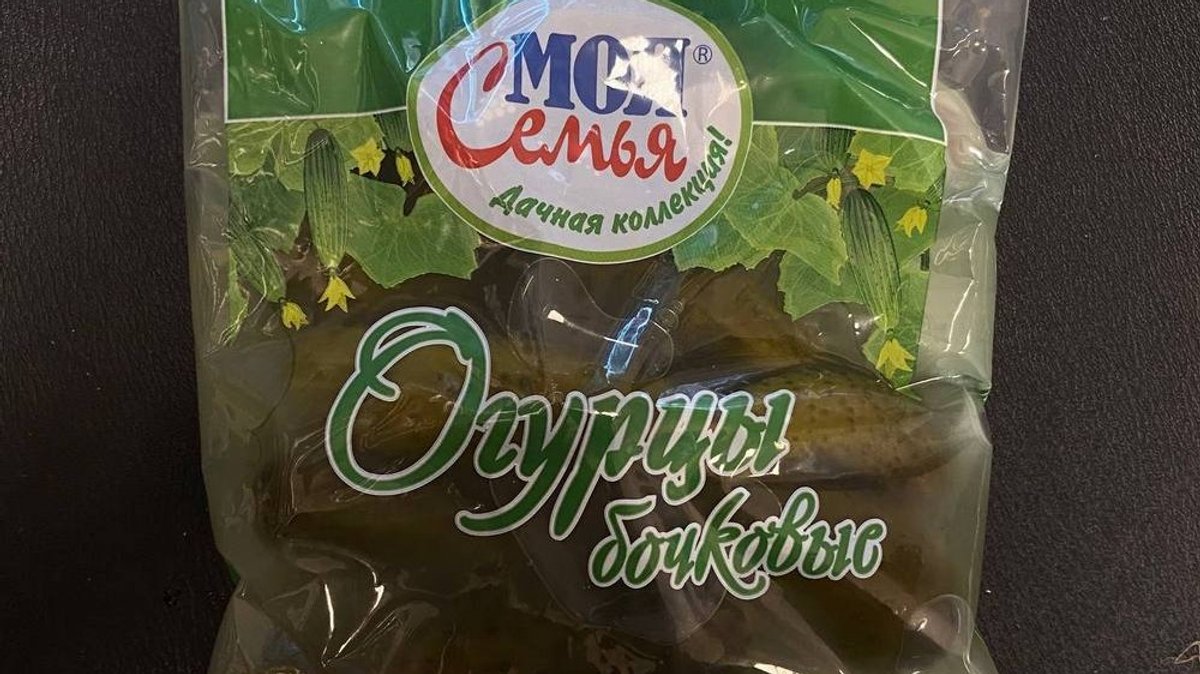 МОЯ®
Семья
Дачная коллекция!
Огурцы
бочковые